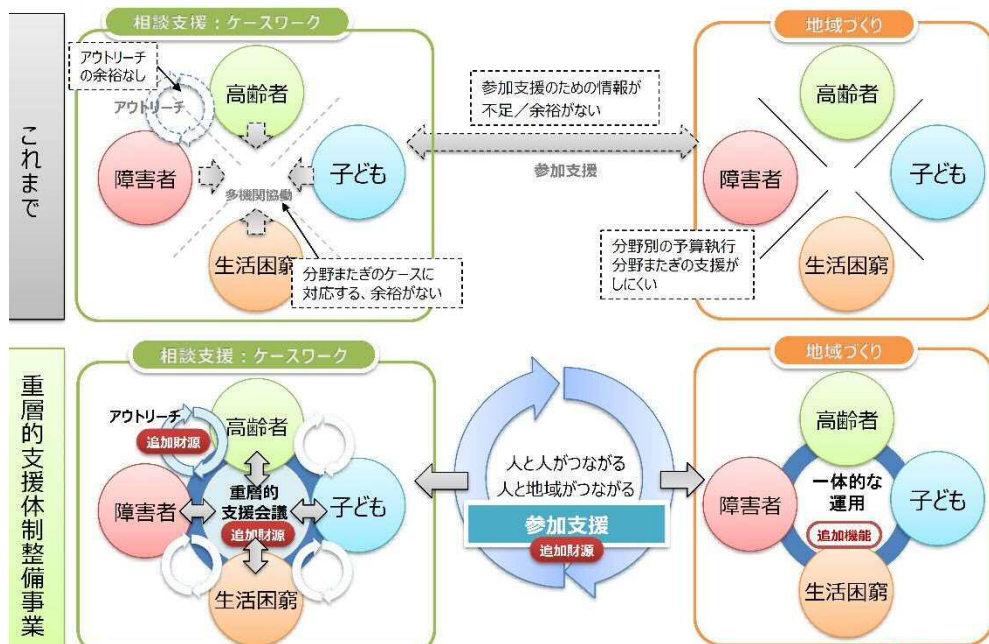 これまで
相談支援：ケースワーク
アウトリーチ
の余裕なし
アウトリーチ
高齢者
障害者
子ども
多機関協働
生活困窮
分野またぎのケースに
対応する、余裕がない
参加支援のための情報が
不足／余裕がない
参加支援
地域づくり
高齢者
障害者
子ども
生活困窮
分野別の予算執行
分野またぎの支援が
しにくい
重層的支援体制整備事業
相談支援：ケースワーク
アウトリーチ
追加財源
高齢者
障害者
重層的
支援会議
追加財源
子ども
生活困窮
人と人がつながる
人と地域がつながる
参加支援
追加財源
地域づくり
高齢者
障害者
一体的な
運用
追加機能
子ども
生活困窮